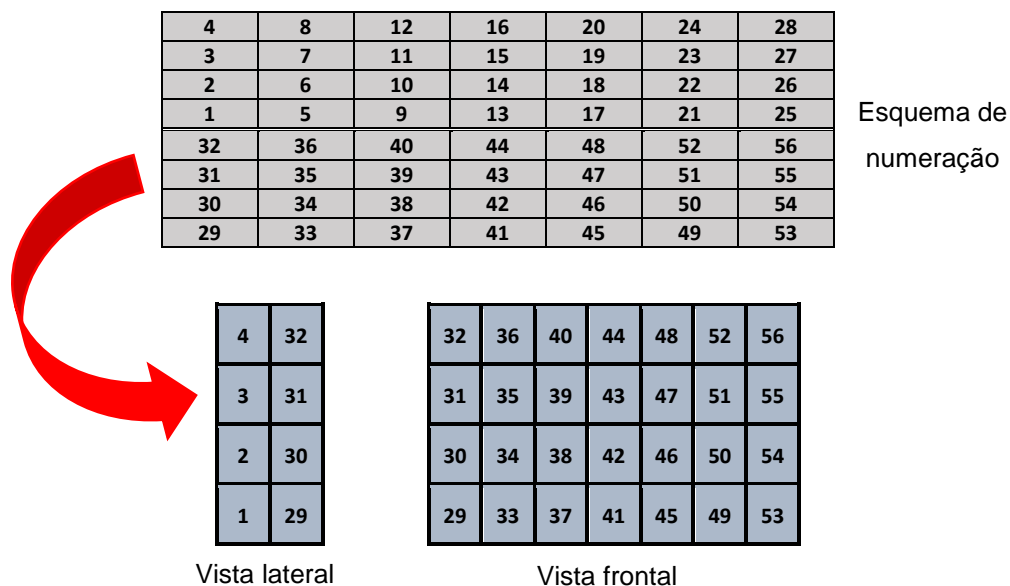 4 8 12 16 20 24 28
3 7 11 15 19 23 27
2 6 10 14 18 22 26
1 5 9 13 17 21 25
32 36 40 44 48 52 56
31 35 39 43 47 51 55
30 34 38 42 46 50 54
29 33 37 41 45 49 53
Esquema de
numeração
4 32
3 31
2 30
1 29
Vista lateral
32 36 40 44 48 52 56
31 35 39 43 47 51 55
30 34 38 42 46 50 54
29 33 37 41 45 49 53
Vista frontal